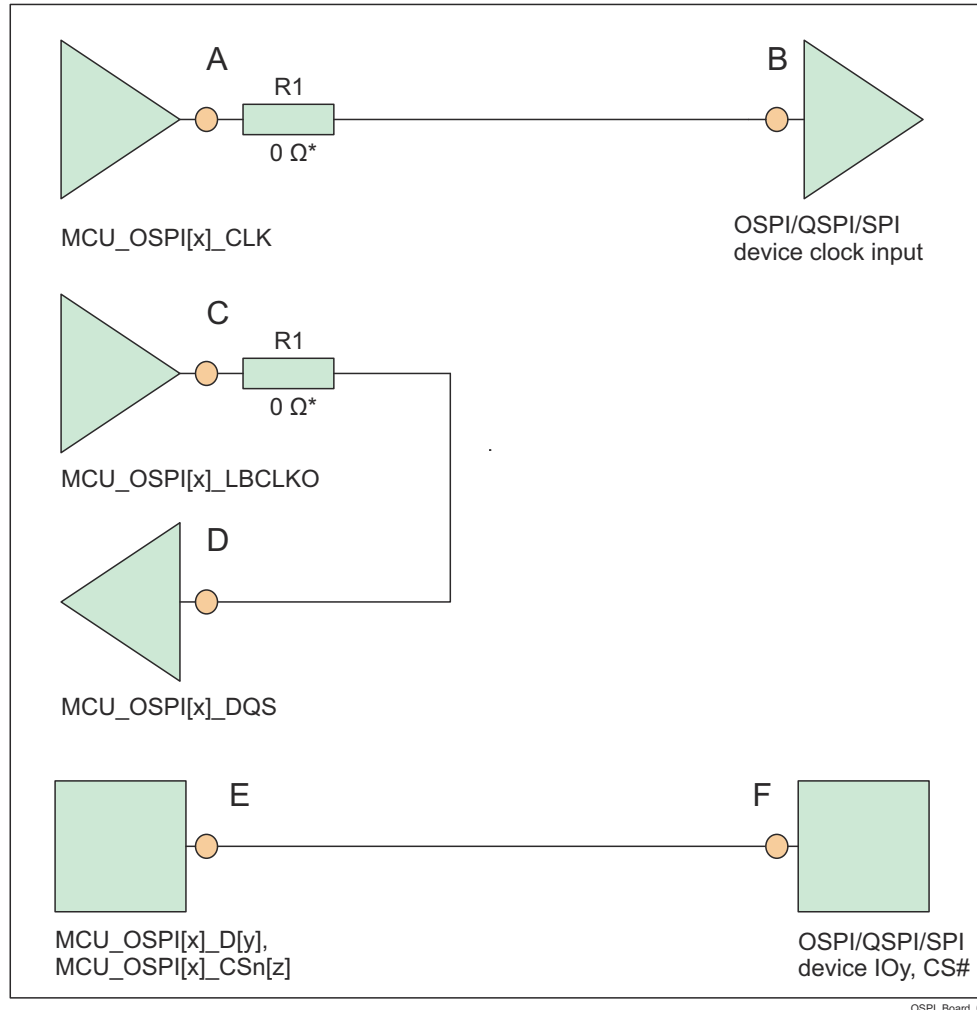 A
B
R1
0 Ω*
MCU_OSPI[x]_CLK
OSPI/QSPI/SPI
device clock input
C
R1
0 Ω*
MCU_OSPI[x]_LBCLKO
D
MCU_OSPI[x]_DQS
E
F
MCU_OSPI[x]_D[y],
MCU_OSPI[x]_CSn[z]
OSPI/QSPI/SPI
device IOy, CS#
OSPI_Board_